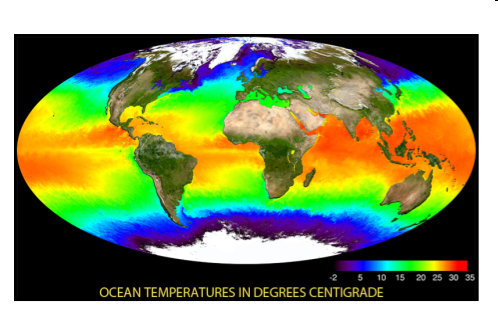 -2 5 10 15 20 25 30 35
OCEAN TEMPERATURES IN DEGREES CENTIGRADE